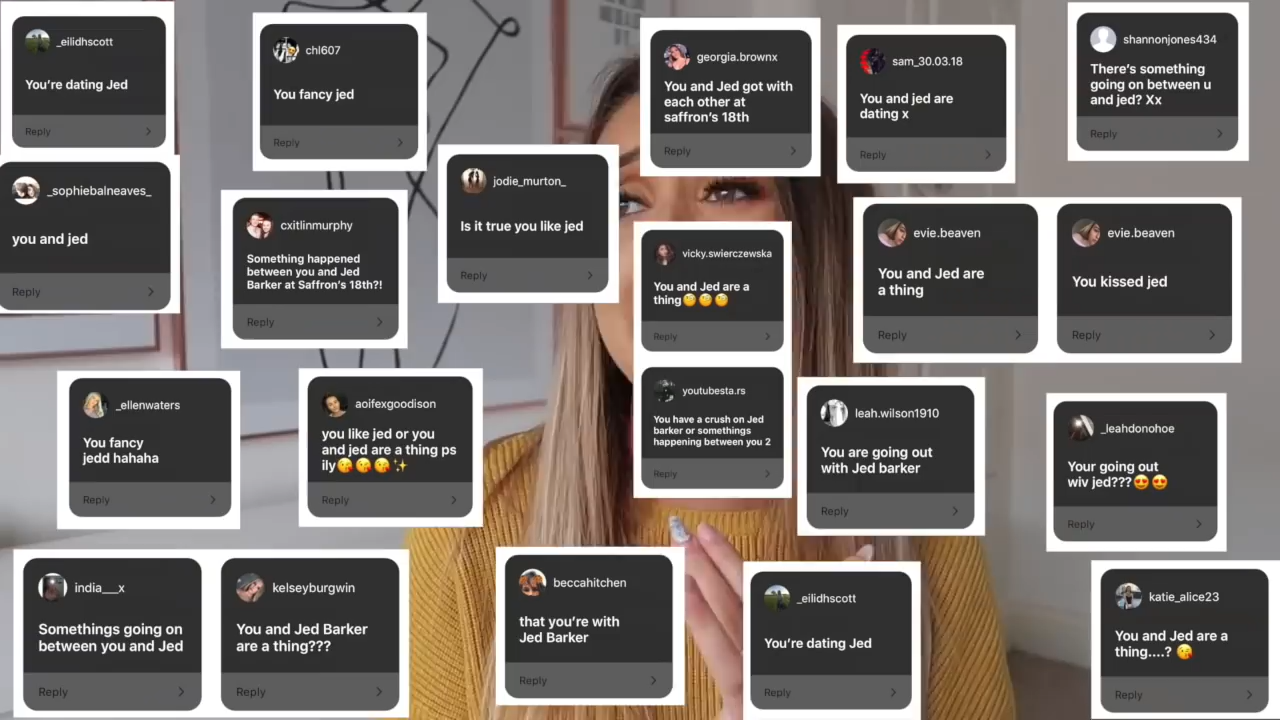 _eilidhscott
You're dating Jed
Reply
chl607
You fancy jed
Reply
georgia.brownx
You and Jed got with
each other at
saffron's 18th
Reply
sam_30.03.18
You and jed are
dating x
Reply
shannonjones434
There's something
going on between u
and jed? Xx
Reply
_sophiebalneaves_
you and jed
Reply
cxitlinmurphy
Something happened
between you and Jed
Barker at Saffron's 18th?!
Reply
jodie_murton_
Is it true you like jed
Reply
vicky.swierczewska
You and Jed are a
thing🧐🧐🧐
Reply
evie.beaven
You and Jed are
a thing
Reply
evie.beaven
You kissed jed
Reply
_ellenwaters
You fancy
jedd hahaha
Reply
aoifexgoodison
you like jed or you
and jed are a thing ps
ily😘😘😘✨
Reply
youtubesta.rs
You have a crush on Jed
barker or somethings
happening between you 2
Reply
leah.wilson1910
You are going out
with Jed barker
Reply
_leahdonohoe
Your going out
wiv jed???😍😍
Reply
india___x
Somethings going on
between you and Jed
Reply
kelseyburgwin
You and Jed Barker
are a thing???
Reply
beccahitchen
that you're with
Jed Barker
Reply
_eilidhscott
You're dating Jed
Reply
katie_alice23
You and Jed are a
thing....? 😘
Reply